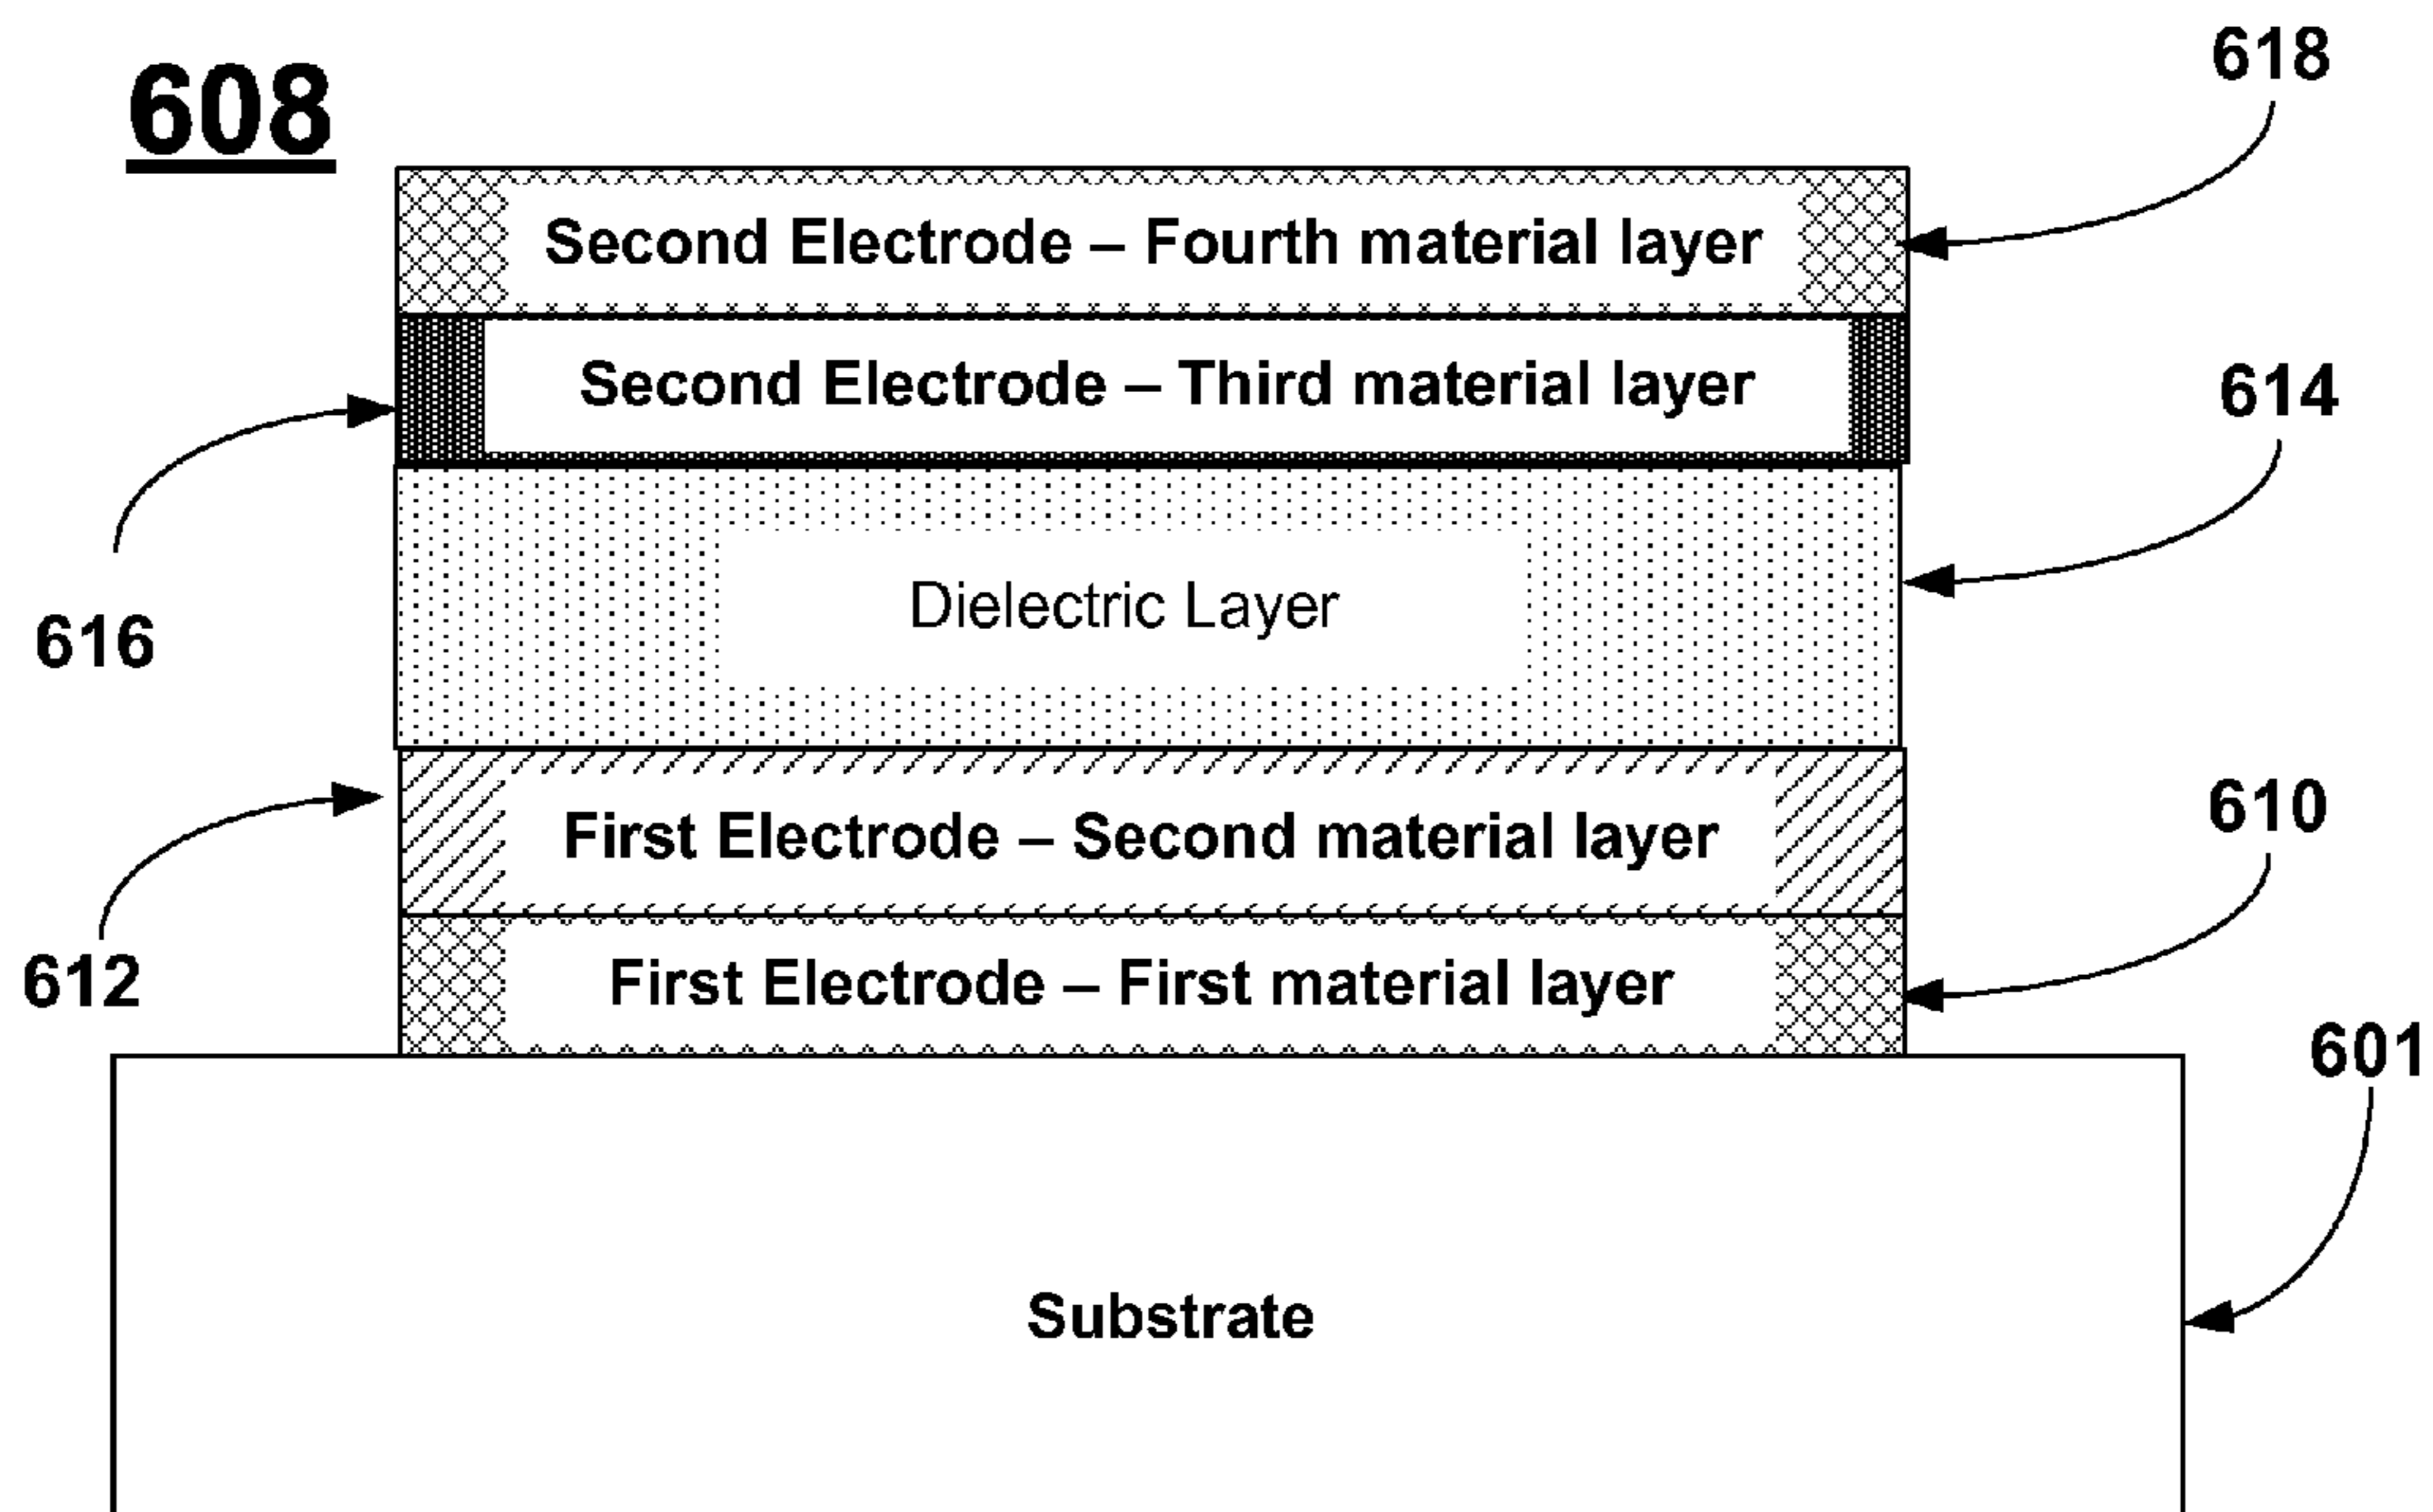 608
618
Second Electrode – Fourth material layer
Second Electrode – Third material layer
614
616
Dielectric Layer
612
First Electrode – Second material layer
610
First Electrode – First material layer
601
Substrate